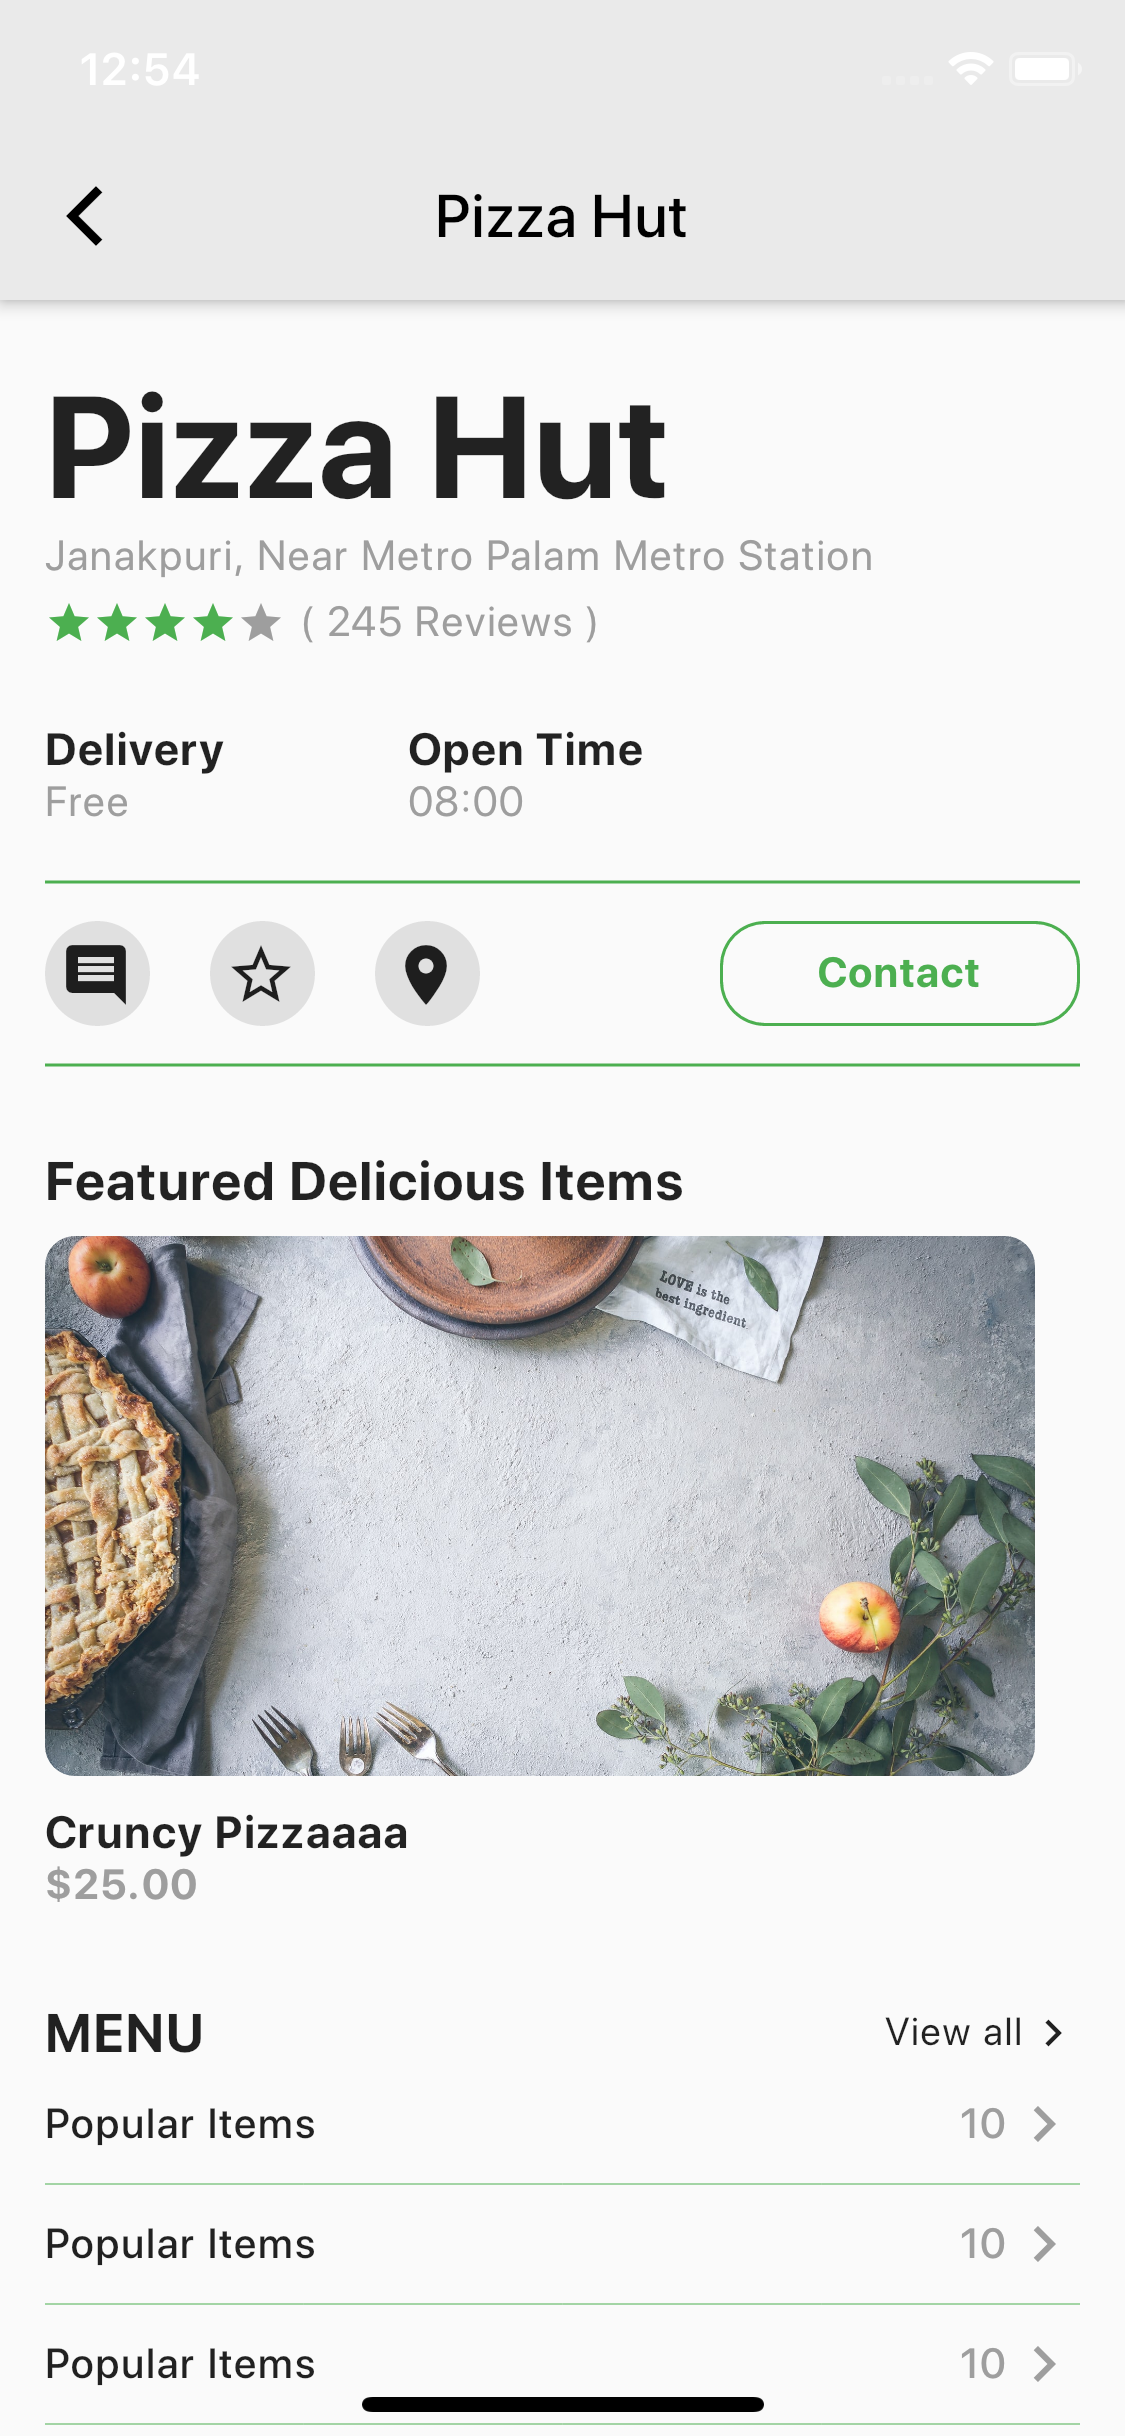 12:54
Pizza Hut
Pizza Hut
Janakpuri, Near Metro Palam Metro Station
( 245 Reviews )
Delivery
Open Time
Free
08:00
Contact
Featured Delicious Items
LOVE is the
best ingredient
Cruncy Pizzaaaa
$25.00
MENU
View all
Popular Items
10
Popular Items
10
Popular Items
10